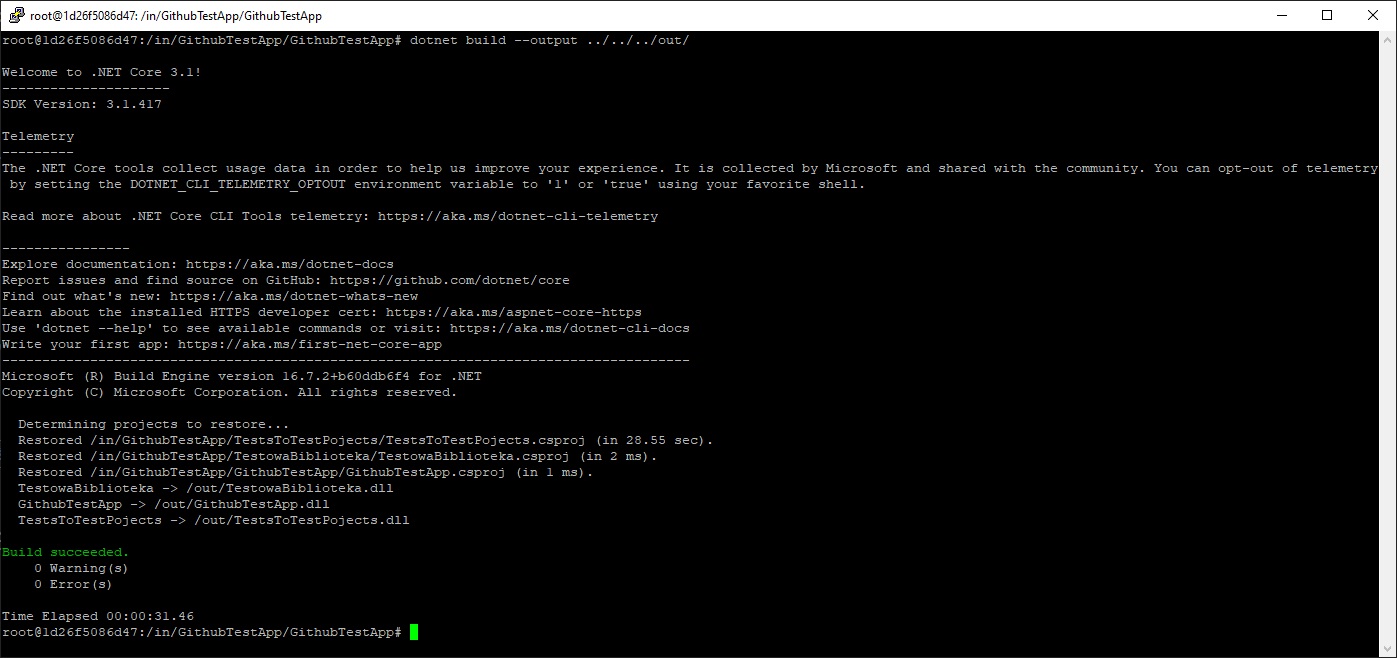 root@1d26f5086d47: /in/GithubTestApp/GithubTestApp
root@1d26f5086d47:/in/GithubTestApp/GithubTestApp# dotnet build --output ../../../out/
Welcome to .NET Core 3.1!
---------------------
SDK Version: 3.1.417
Telemetry
---------
The .NET Core tools collect usage data in order to help us improve your experience. It is collected by Microsoft and shared with the community. You can opt-out of telemetry
by setting the DOTNET_CLI_TELEMETRY_OPTOUT environment variable to '1' or 'true' using your favorite shell.
Read more about .NET Core CLI Tools telemetry: https://aka.ms/dotnet-cli-telemetry
----------------
Explore documentation: https://aka.ms/dotnet-docs
Report issues and find source on GitHub: https://github.com/dotnet/core
Find out what's new: https://aka.ms/dotnet-whats-new
Learn about the installed HTTPS developer cert: https://aka.ms/aspnet-core-https
Use 'dotnet --help' to see available commands or visit: https://aka.ms/dotnet-cli-docs
Write your first app: https://aka.ms/first-net-core-app
--------------------------------------------------------------------------------------
Microsoft (R) Build Engine version 16.7.2+b60ddb6f4 for .NET
Copyright (C) Microsoft Corporation. All rights reserved.
Determining projects to restore...
Restored /in/GithubTestApp/TestsToTestPojects/TestsToTestPojects.csproj (in 28.55 sec).
Restored /in/GithubTestApp/TestowaBiblioteka/TestowaBiblioteka.csproj (in 2 ms).
Restored /in/GithubTestApp/GithubTestApp/GithubTestApp.csproj (in 1 ms).
TestowaBiblioteka -> /out/TestowaBiblioteka.dll
GithubTestApp -> /out/GithubTestApp.dll
TestsToTestPojects -> /out/TestsToTestPojects.dll
Build succeeded.
0 Warning(s)
0 Error(s)
Time Elapsed 00:00:31.46
root@1d26f5086d47:/in/GithubTestApp/GithubTestApp#